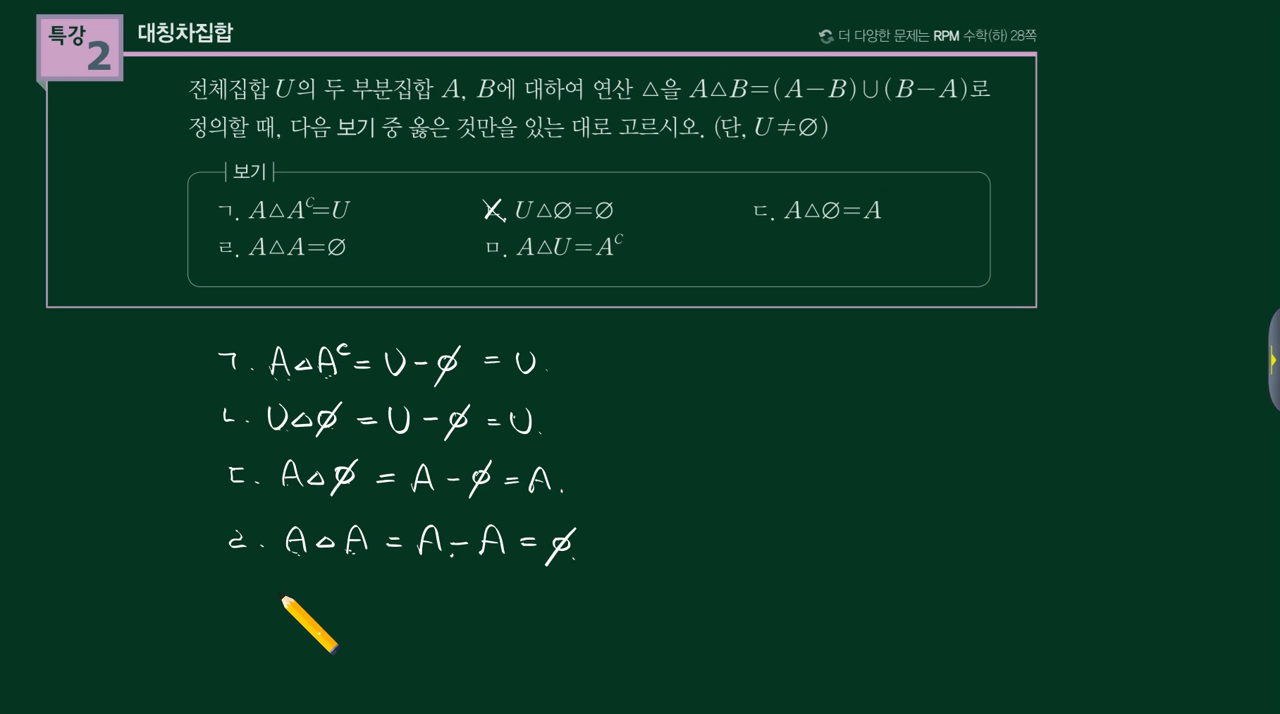 특강 2 대칭차집합 더 다양한 문제는 RPM 수학(하) 28쪽
전체집합 U의 두 부분집합 A, B에 대하여 연산 △을 A△B=(A−B)∪(B−A)로
정의할 때, 다음 보기 중 옳은 것만을 있는 대로 고르시오. (단, U≠∅)
보기
ㄱ. A△Aᶜ=U ㄴ. U△∅=∅ ㄷ. A△∅=A
ㄹ. A△A=∅ ㅁ. A△U=Aᶜ
ㄱ. A△Aᶜ = U − ∅ = U.
ㄴ. U△∅ = U − ∅ = U.
ㄷ. A△∅ = A − ∅ = A.
ㄹ. A△A = A − A = ∅.